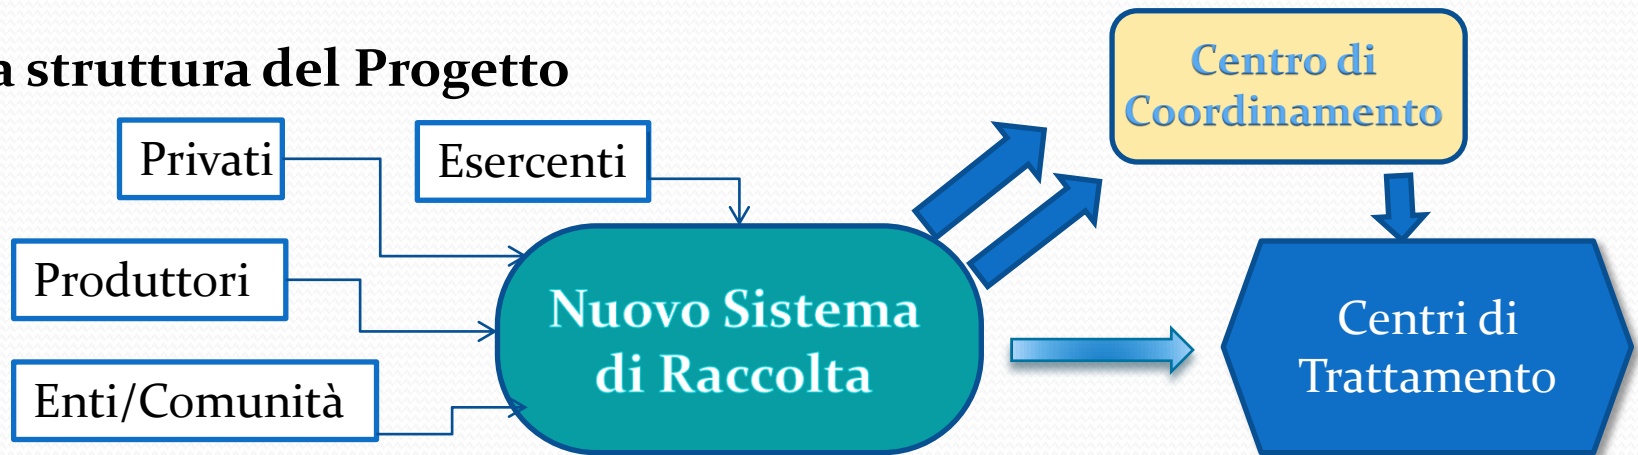 a struttura del Progetto
Centro di
Coordinamento
Privati
Esercenti
Produttori
Enti/Comunità
Nuovo Sistema
di Raccolta
Centri di
Trattamento